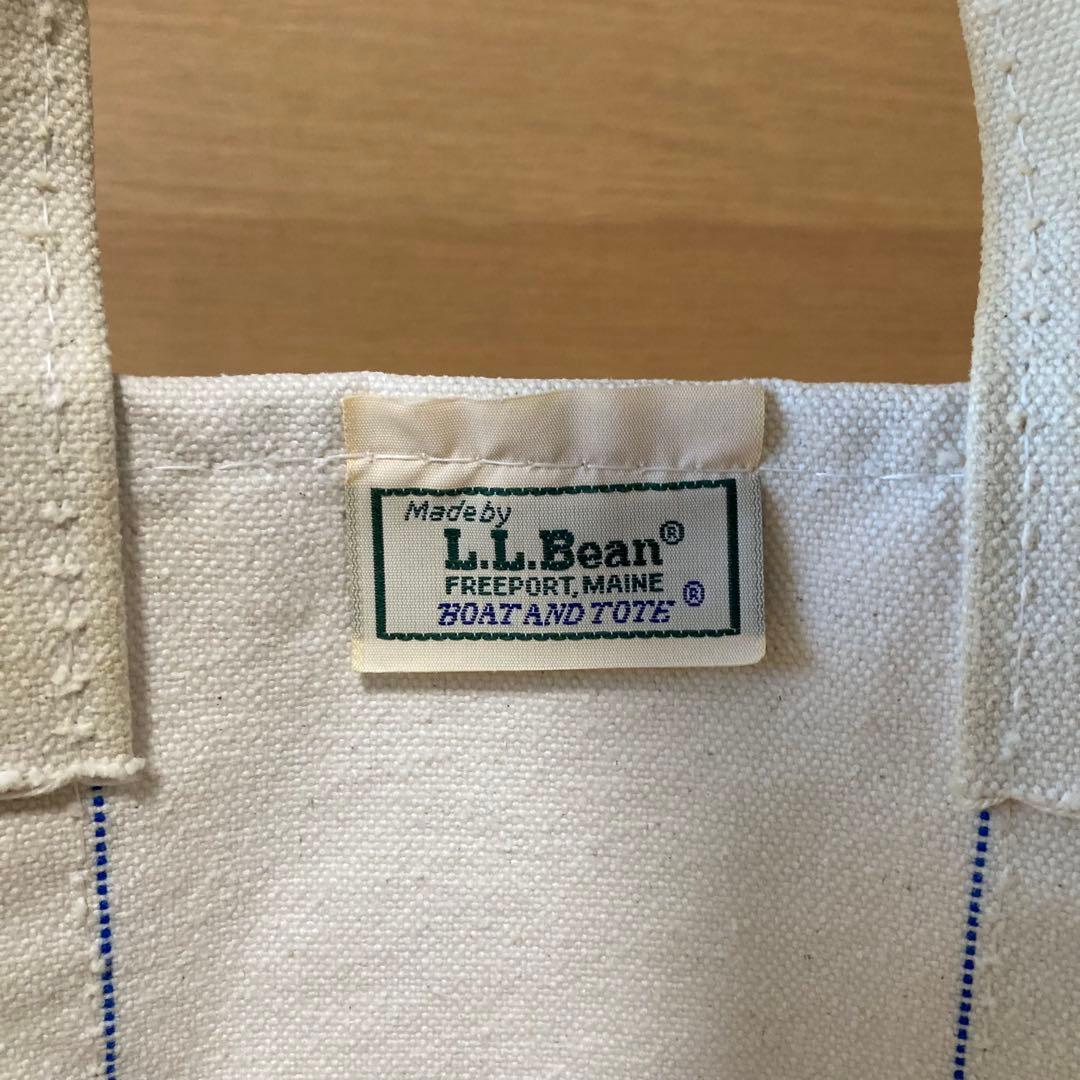 Made by
L.L.Bean®
FREEPORT, MAINE
BOAT AND TOTE ®